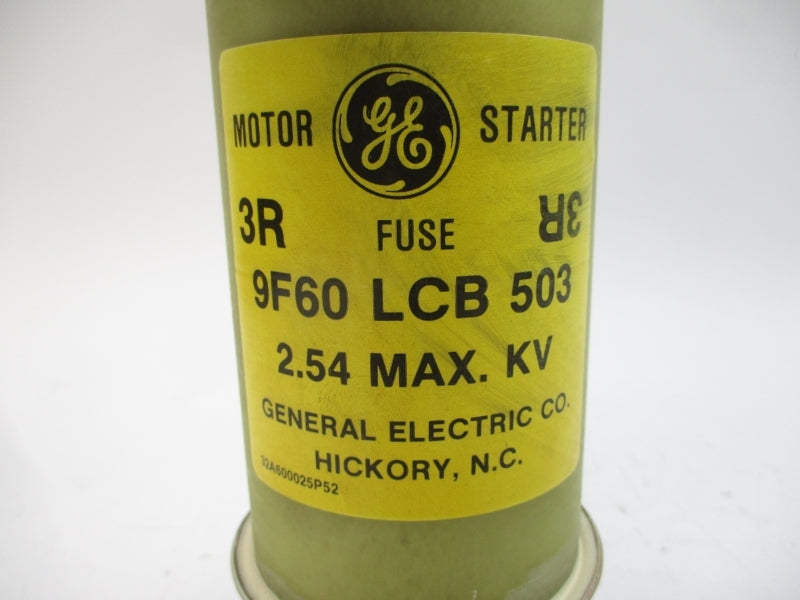 GE
MOTOR STARTER
3R FUSE 3R
9F60 LCB 503
2.54 MAX. KV
GENERAL ELECTRIC CO.
HICKORY, N.C.
32A600025P52